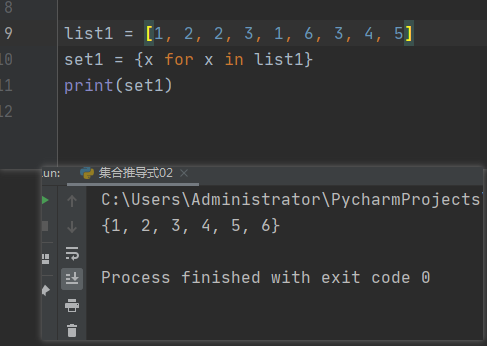 8
9 list1 = [1, 2, 2, 3, 1, 6, 3, 4, 5]
10 set1 = {x for x in list1}
11 print(set1)
12
un: 集合推导式02 ×
C:\Users\Administrator\PycharmProjects\
{1, 2, 3, 4, 5, 6}
Process finished with exit code 0